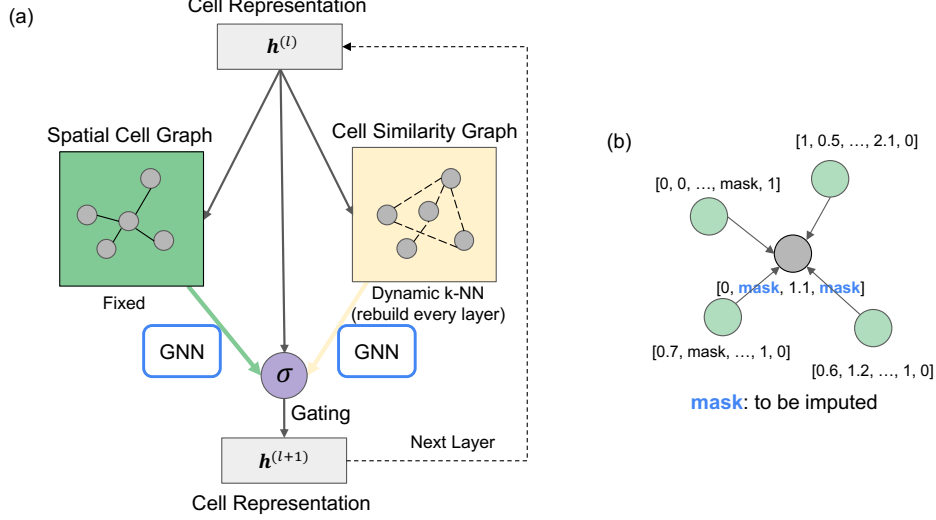 (a)
Cell Representation
h^(l)
Spatial Cell Graph
Cell Similarity Graph
Fixed
Dynamic k-NN
(rebuild every layer)
GNN
GNN
σ
Gating
Next Layer
h^(l+1)
Cell Representation
(b)
[1, 0.5, …, 2.1, 0]
[0, 0, …, mask, 1]
[0, mask, 1.1, mask]
[0.7, mask, …, 1, 0]
[0.6, 1.2, …, 1, 0]
mask: to be imputed